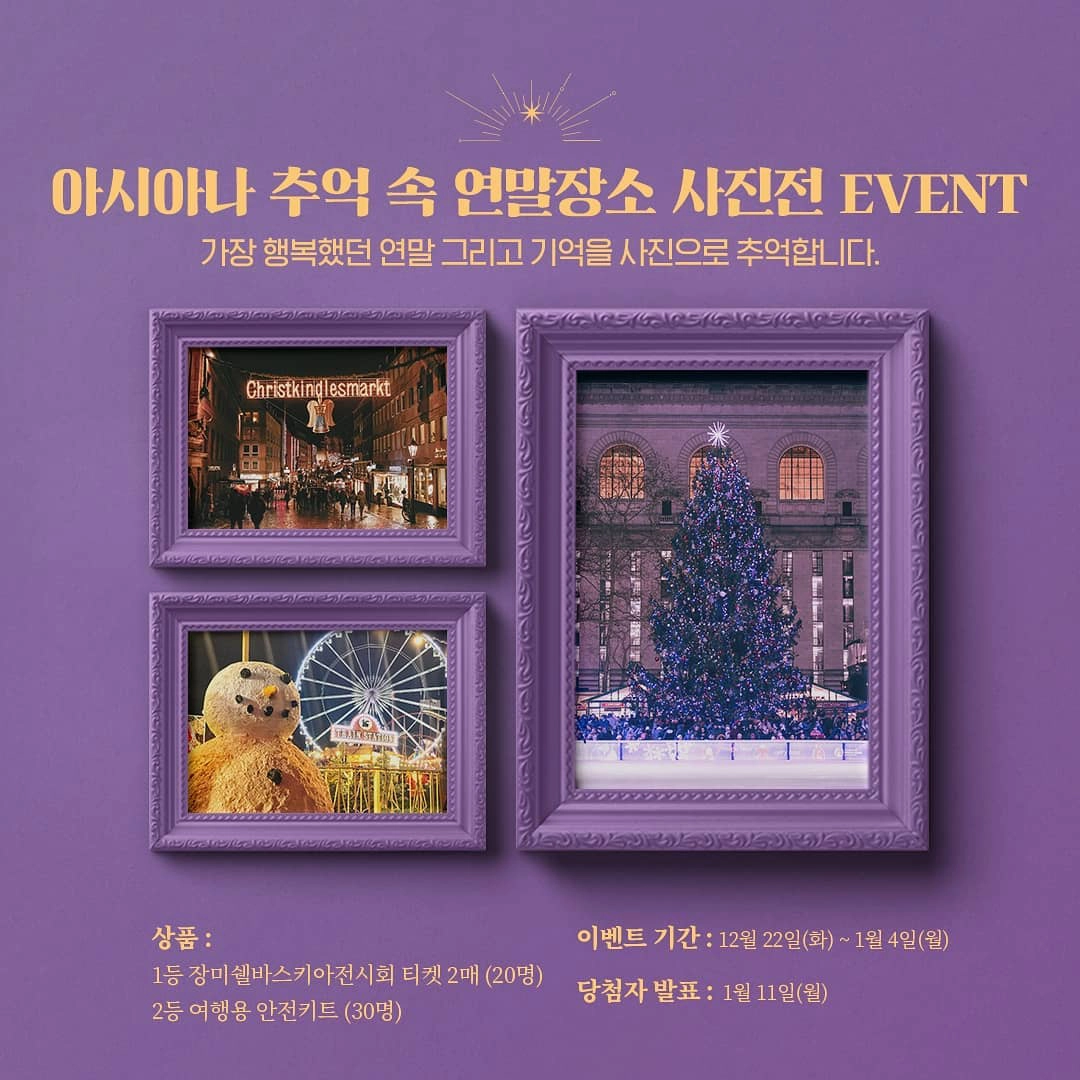 아시아나 추억 속 연말장소 사진전 EVENT
가장 행복했던 연말 그리고 기억을 사진으로 추억합니다.
Christkindlesmarkt
TRAIN STATION
상품 :
1등 장미쉘바스키아전시회 티켓 2매 (20명)
2등 여행용 안전키트 (30명)
이벤트 기간 : 12월 22일(화) ~ 1월 4일(월)
당첨자 발표 : 1월 11일(월)